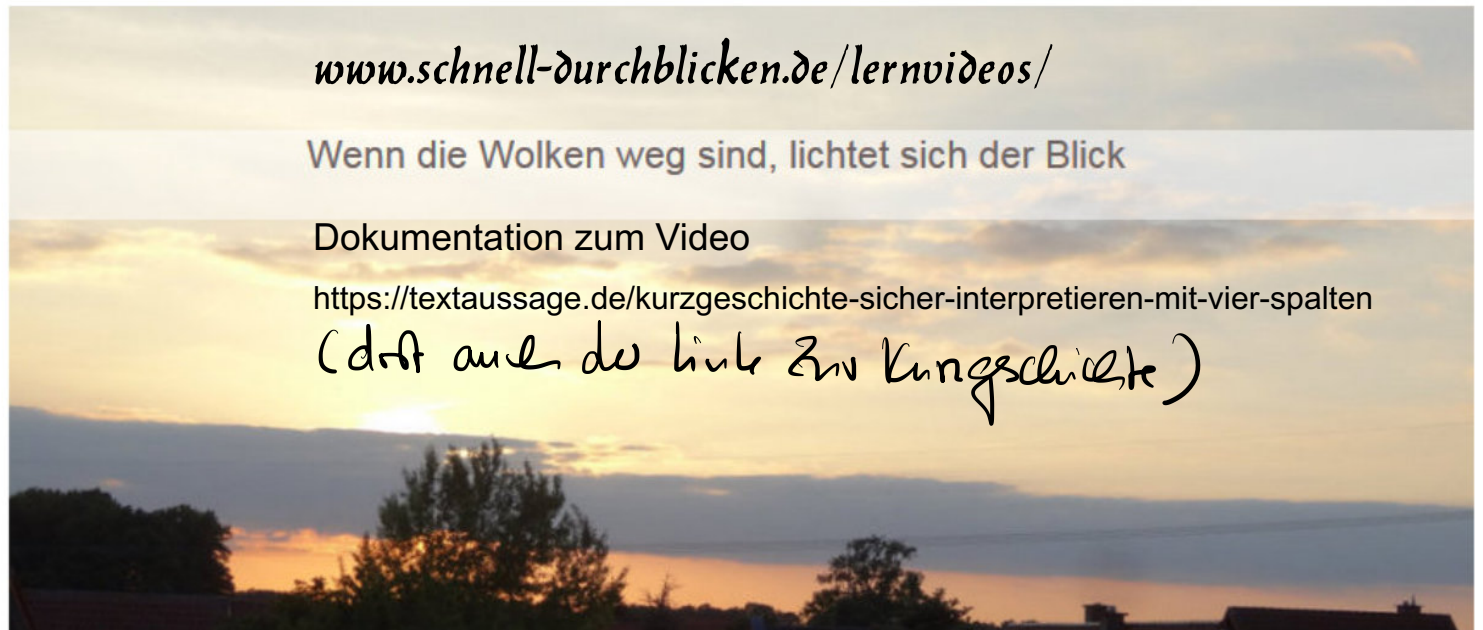 www.schnell-durchblicken.de/lernvideos/
Wenn die Wolken weg sind, lichtet sich der Blick
Dokumentation zum Video
https://textaussage.de/kurzgeschichte-sicher-interpretieren-mit-vier-spalten
(dort auch der Link zur Kurzgeschichte)